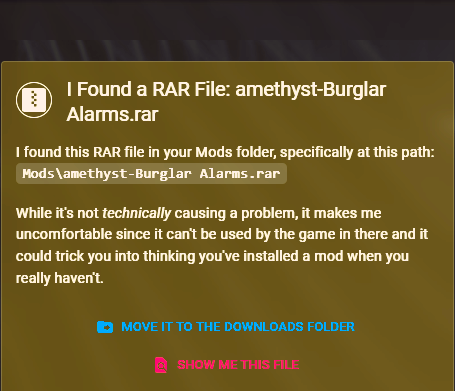 I Found a RAR File: amethyst-Burglar
Alarms.rar
I found this RAR file in your Mods folder, specifically at this path:
Mods\amethyst-Burglar Alarms.rar
While it's not technically causing a problem, it makes me
uncomfortable since it can't be used by the game in there and it
could trick you into thinking you've installed a mod when you
really haven't.
MOVE IT TO THE DOWNLOADS FOLDER
SHOW ME THIS FILE